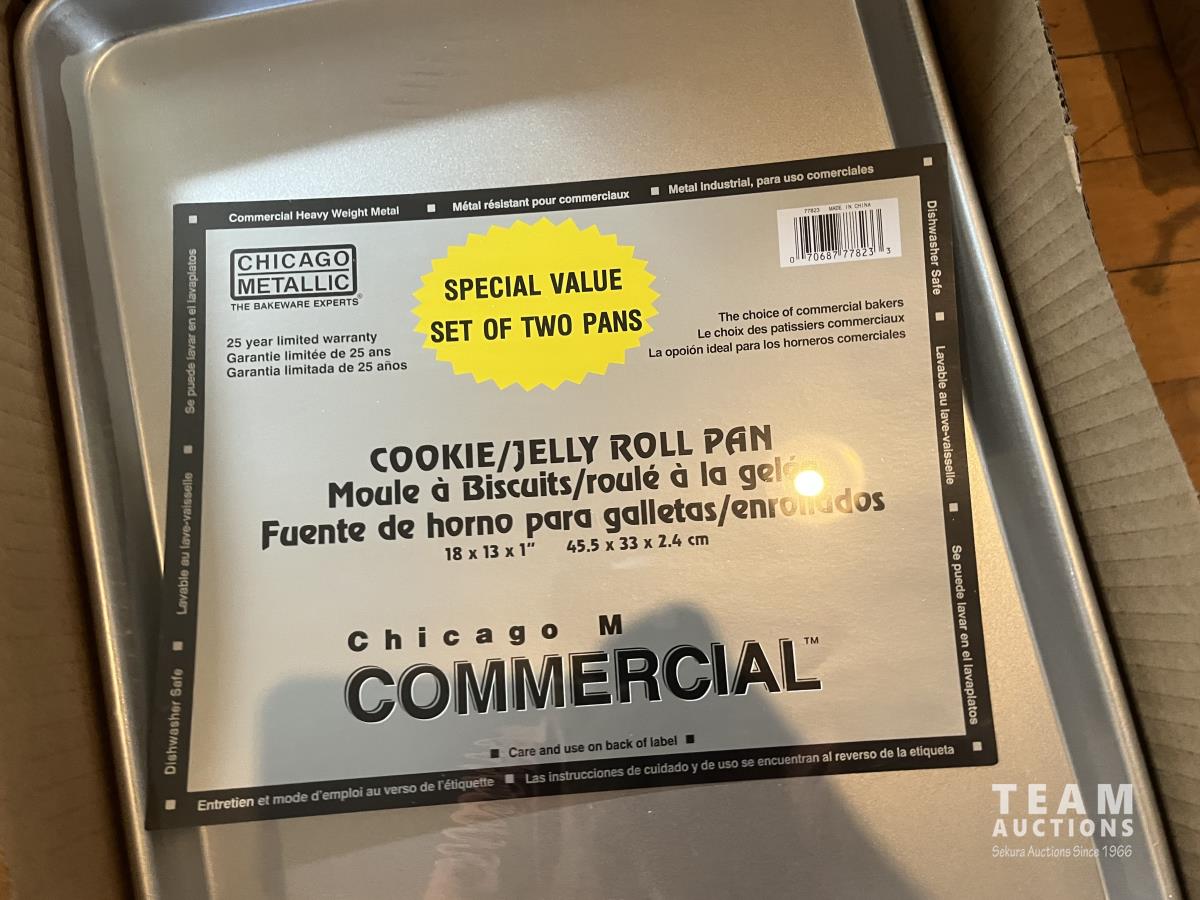 Commercial Heavy Weight Metal ■ Métal résistant pour commerciaux ■ Metal Industrial, para uso comerciales
CHICAGO
METALLIC
THE BAKEWARE EXPERTS®
25 year limited warranty
Garantie limitée de 25 ans
Garantia limitada de 25 años
SPECIAL VALUE
SET OF TWO PANS
77823 MADE IN CHINA
0 70687 77823 3
The choice of commercial bakers
Le choix des patissiers commerciaux
La opoión ideal para los horneros comerciales
COOKIE/JELLY ROLL PAN
Moule à Biscuits/roulé à la
Fuente de horno para galletas/enrollados
18 x 13 x 1" 45.5 x 33 x 2.4 cm
Chicago M
COMMERCIAL™
■ Care and use on back of label ■
Entretien et mode d'emploi au verso de l'étiquette ■ Las instrucciones de cuidado y de uso se encuentran al reverso de la etiqueta
Dishwasher Safe ■ Lavable au lave-vaisselle ■ Se puede lavar en el lavaplatos
Dishwasher Safe ■ Lavable au lave-vaisselle ■ Se puede lavar en el lavaplatos
TEAM
AUCTIONS
Sekura Auctions Since 1966